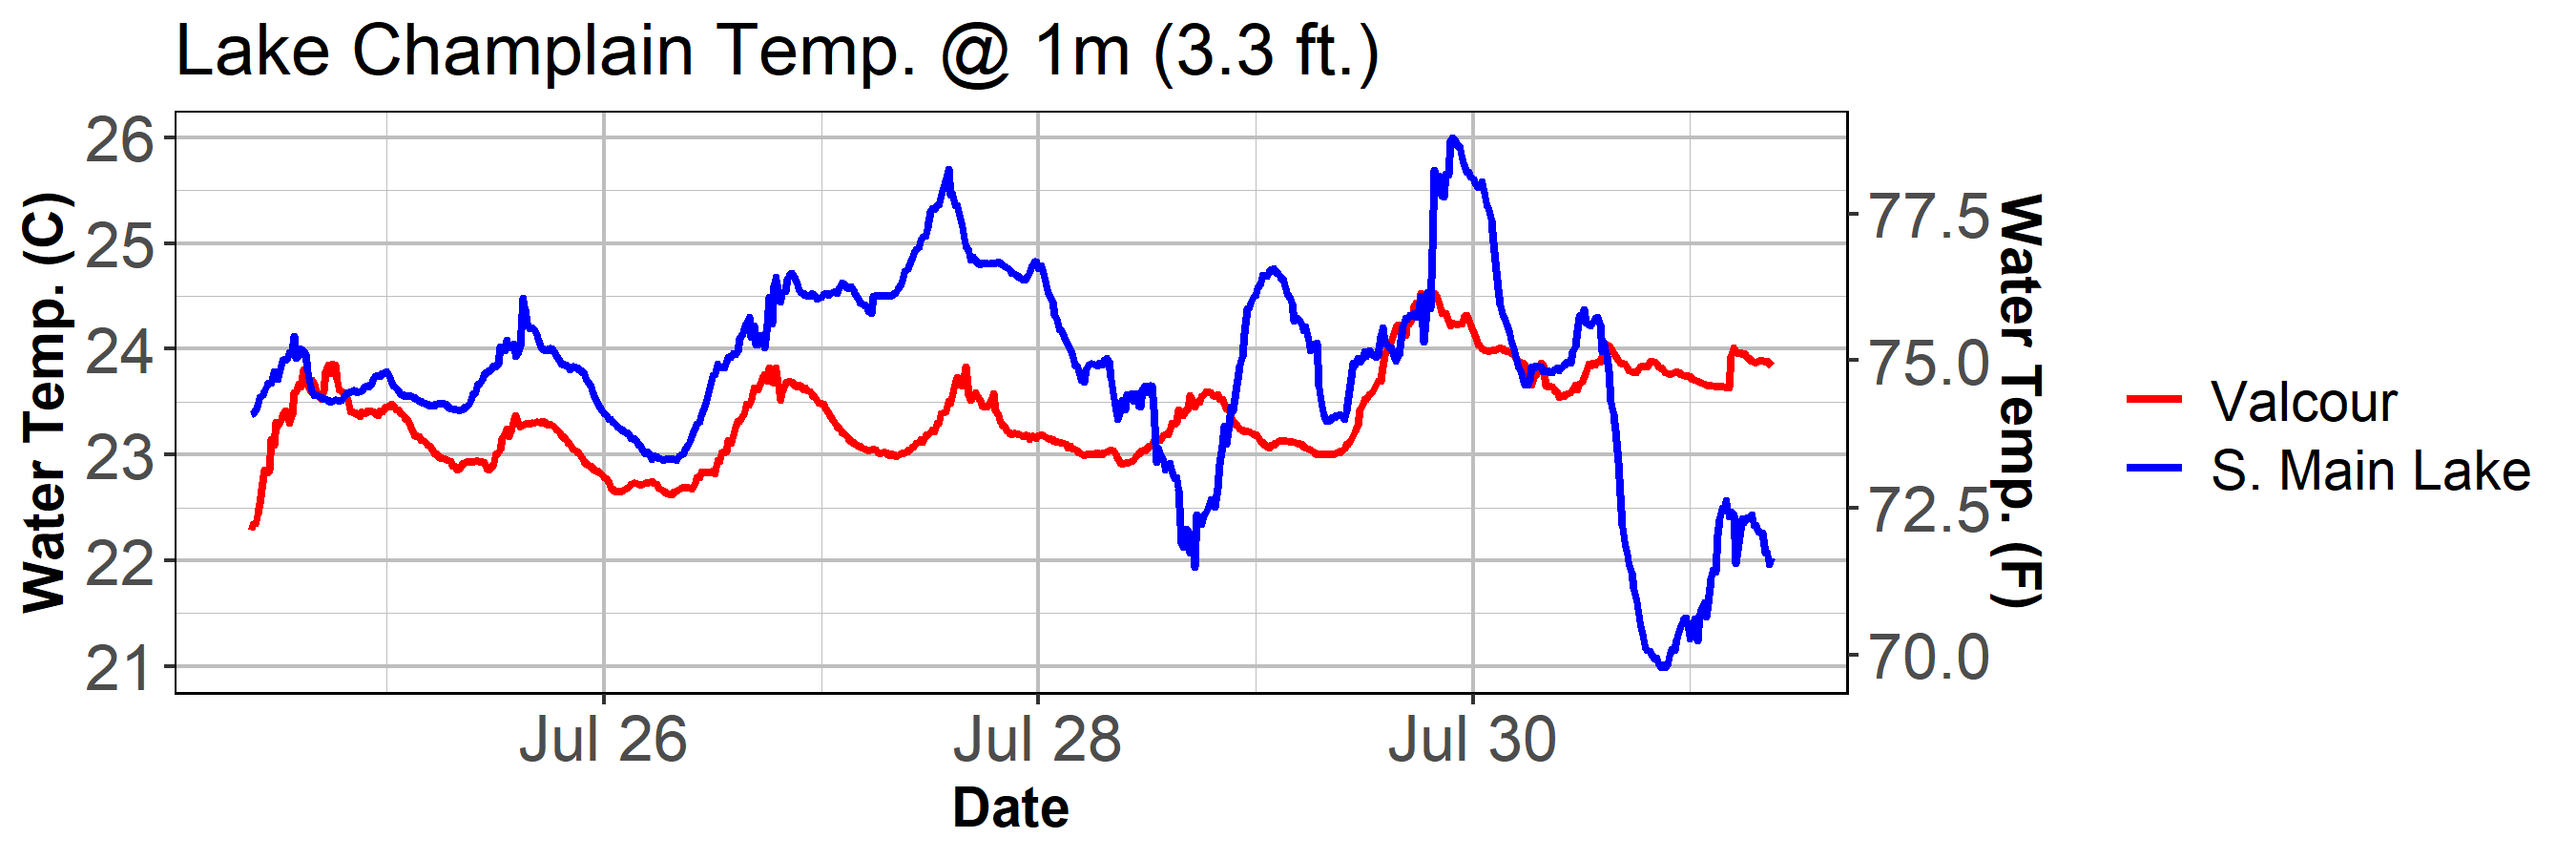 Lake Champlain Temp. @ 1m (3.3 ft.)
Water Temp. (C)
26
25
24
23
22
21
77.5
75.0
72.5
70.0
Water Temp. (F)
Valcour
S. Main Lake
Jul 26
Jul 28
Jul 30
Date